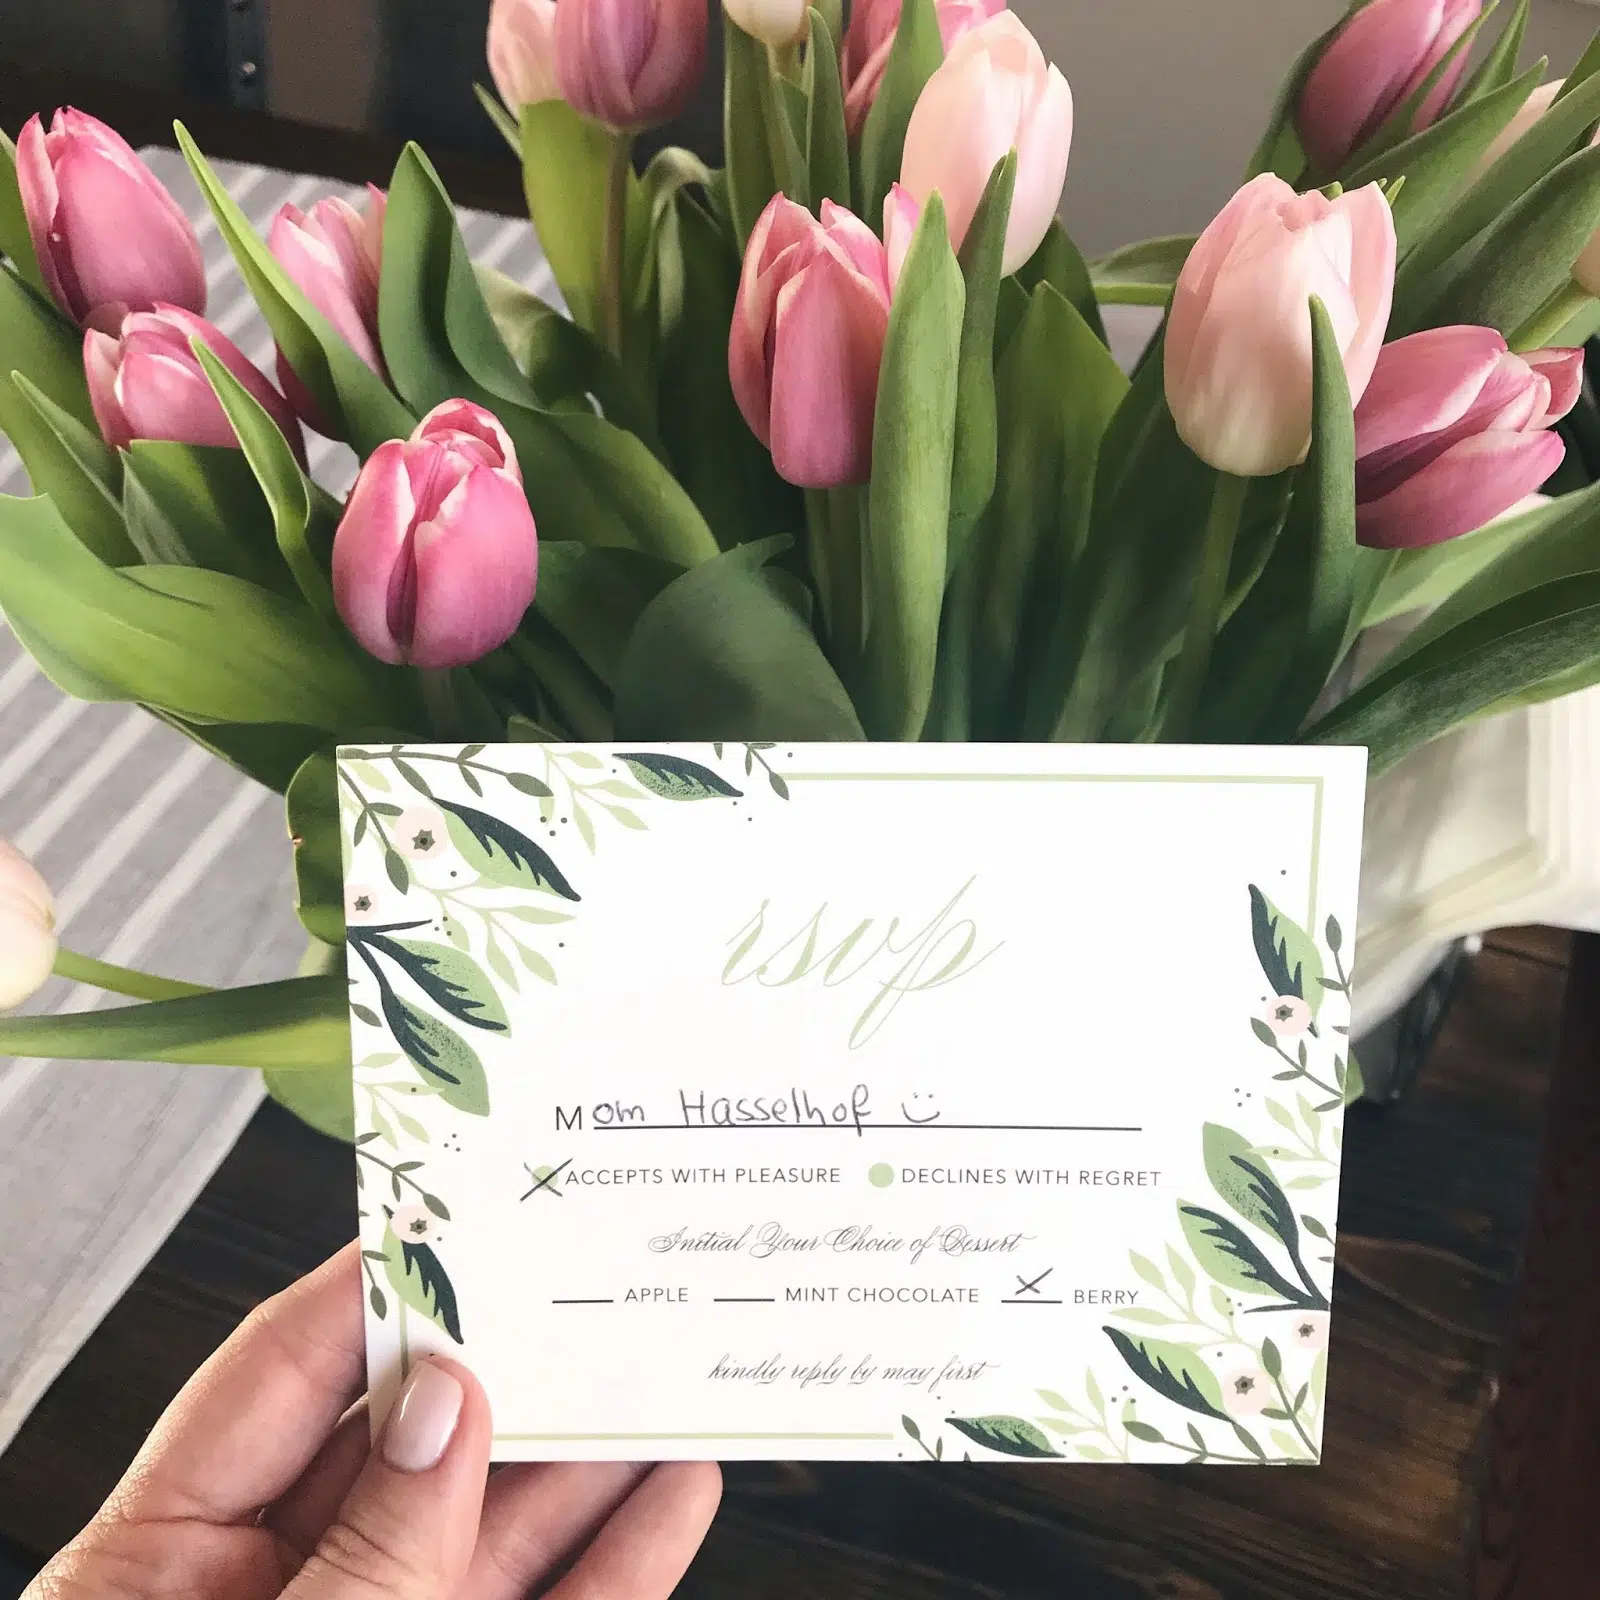 rsvp
Mom Hasselhof
ACCEPTS WITH PLEASURE DECLINES WITH REGRET
Initial Your Choice of Dessert
APPLE MINT CHOCOLATE X BERRY
kindly reply by may first